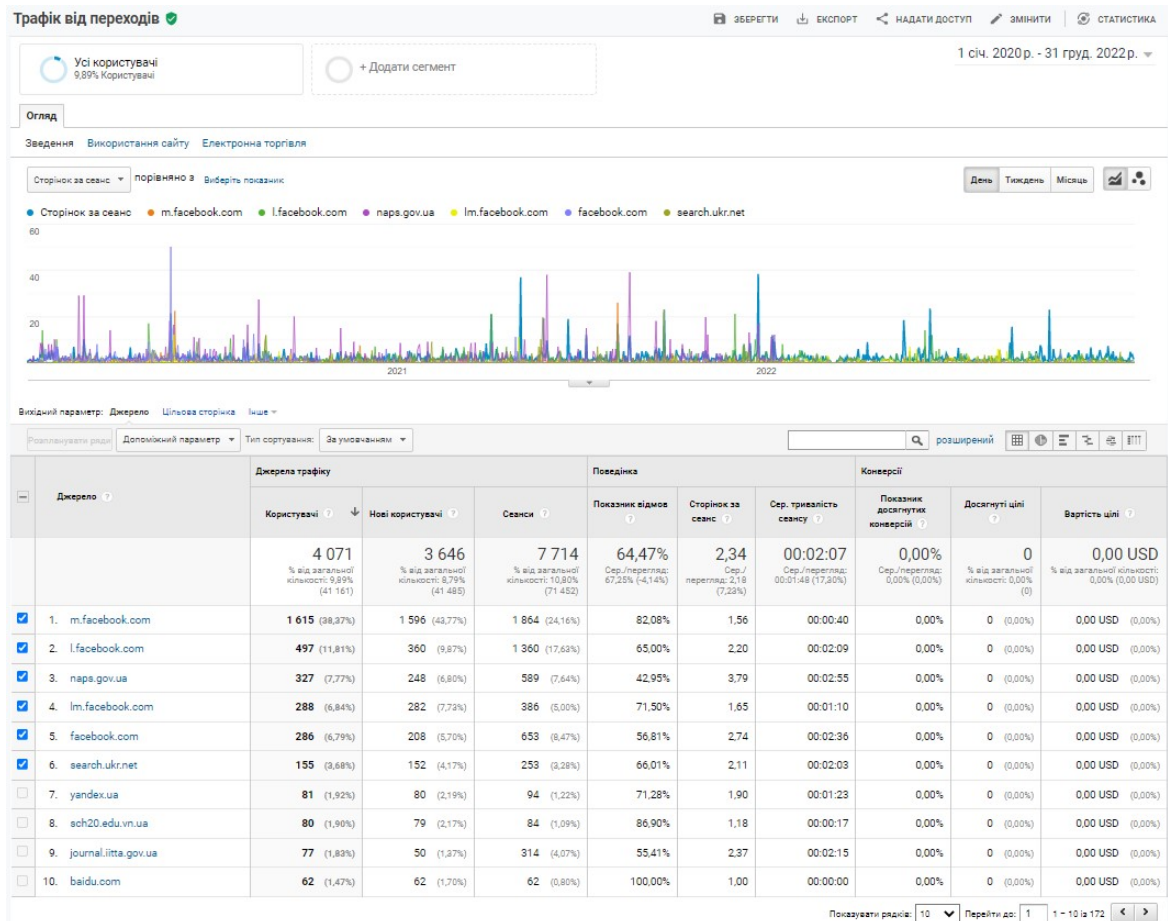 Трафік від переходів
ЗБЕРЕГТИ ЕКСПОРТ НАДАТИ ДОСТУП ЗМІНИТИ СТАТИСТИКА
Усі користувачі
9,89% Користувачі
+ Додати сегмент
1 січ. 2020 р. - 31 груд. 2022 р.
Огляд
Зведення Використання сайту Електронна торгівля
Сторінок за сеанс порівняно з Виберіть показник
День Тиждень Місяць
Сторінок за сеанс m.facebook.com l.facebook.com naps.gov.ua lm.facebook.com facebook.com search.ukr.net
60
40
20
2021 2022
Вихідний параметр: Джерело Цільова сторінка Інше
Розпланувати ряди Допоміжний параметр Тип сортування: За умовчанням розширений
Джерело Джерела трафіку Поведінка Конверсії
Користувачі Нові користувачі Сеанси Показник відмов Сторінок за сеанс Сер. тривалість сеансу Показник досягнутих конверсій Досягнуті цілі Вартість цілі
4 071 3 646 7 714 64,47% 2,34 00:02:07 0,00% 0 0,00 USD
% від загальної кількості: 9,89% (41 161) % від загальної кількості: 8,79% (41 485) % від загальної кількості: 10,80% (71 452) Сер./перегляд: 67,25% (-4,14%) Сер./перегляд: 2,18 (7,23%) Сер./перегляд: 00:01:48 (17,30%) Сер./перегляд: 0,00% (0,00%) % від загальної кількості: 0,00% (0) % від загальної кількості: 0,00% (0,00 USD)
1. m.facebook.com 1 615 (38,37%) 1 596 (43,77%) 1 864 (24,16%) 82,08% 1,56 00:00:40 0,00% 0 (0,00%) 0,00 USD (0,00%)
2. l.facebook.com 497 (11,81%) 360 (9,87%) 1 360 (17,63%) 65,00% 2,20 00:02:09 0,00% 0 (0,00%) 0,00 USD (0,00%)
3. naps.gov.ua 327 (7,77%) 248 (6,80%) 589 (7,64%) 42,95% 3,79 00:02:55 0,00% 0 (0,00%) 0,00 USD (0,00%)
4. lm.facebook.com 288 (6,84%) 282 (7,73%) 386 (5,00%) 71,50% 1,65 00:01:10 0,00% 0 (0,00%) 0,00 USD (0,00%)
5. facebook.com 286 (6,79%) 208 (5,70%) 653 (8,47%) 56,81% 2,74 00:02:36 0,00% 0 (0,00%) 0,00 USD (0,00%)
6. search.ukr.net 155 (3,68%) 152 (4,17%) 253 (3,28%) 66,01% 2,11 00:02:03 0,00% 0 (0,00%) 0,00 USD (0,00%)
7. yandex.ua 81 (1,92%) 80 (2,19%) 94 (1,22%) 71,28% 1,90 00:01:23 0,00% 0 (0,00%) 0,00 USD (0,00%)
8. sch20.edu.vn.ua 80 (1,90%) 79 (2,17%) 84 (1,09%) 86,90% 1,18 00:00:17 0,00% 0 (0,00%) 0,00 USD (0,00%)
9. journal.iitta.gov.ua 77 (1,83%) 50 (1,37%) 314 (4,07%) 55,41% 2,37 00:02:15 0,00% 0 (0,00%) 0,00 USD (0,00%)
10. baidu.com 62 (1,47%) 62 (1,70%) 62 (0,80%) 100,00% 1,00 00:00:00 0,00% 0 (0,00%) 0,00 USD (0,00%)
Показувати рядків: 10 Перейти до: 1 1 – 10 із 172